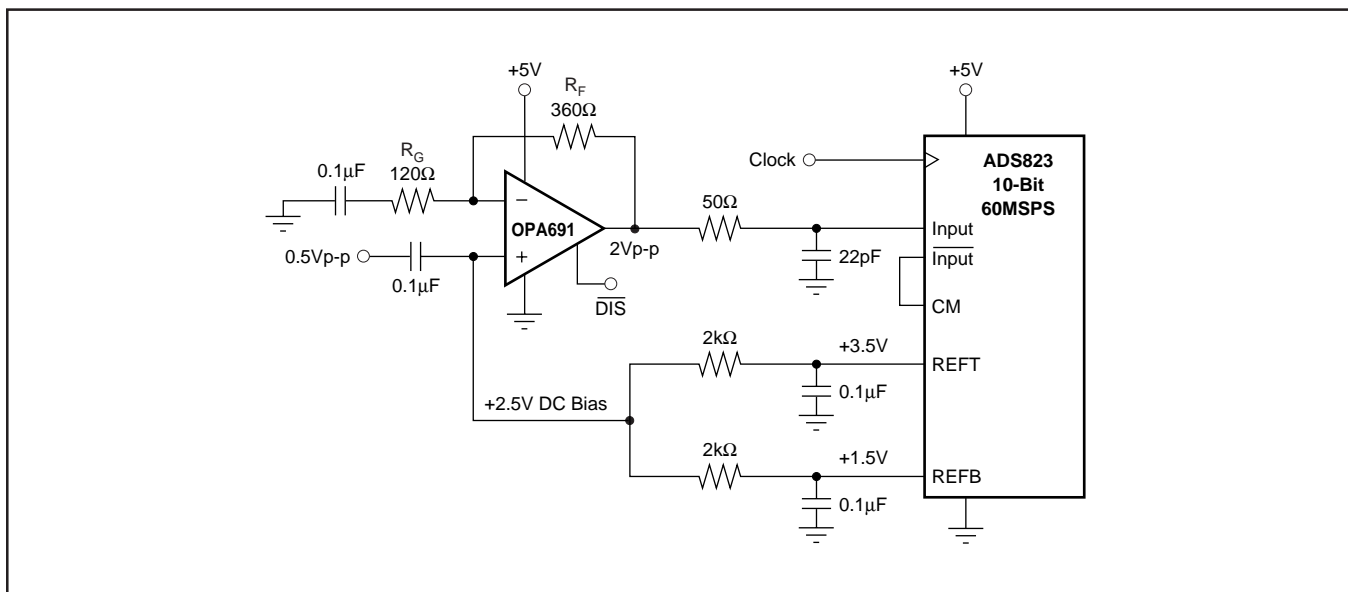 +5V
R_F
360Ω
+5V
Clock
ADS823
10-Bit
60MSPS
0.1μF
R_G
120Ω
−
OPA691
+
50Ω
Input
2Vp-p
0.5Vp-p
22pF
Input
0.1μF
DIS
CM
2kΩ
+3.5V
REFT
0.1μF
+2.5V DC Bias
2kΩ
+1.5V
REFB
0.1μF